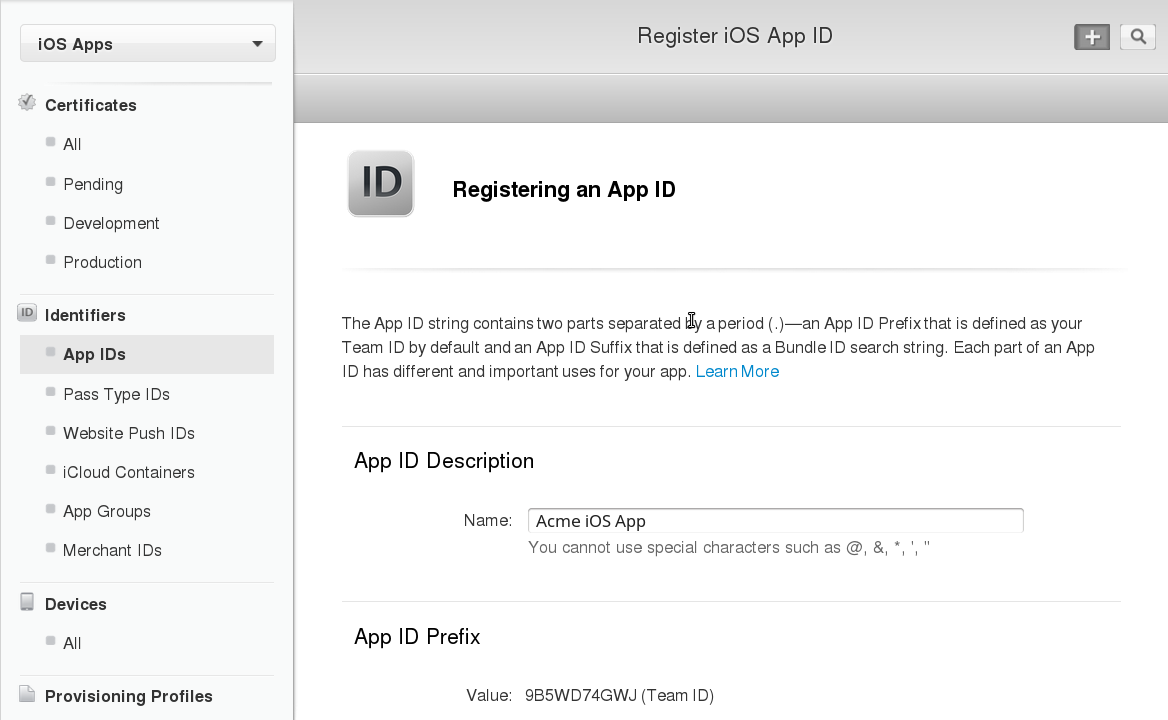 iOS Apps
Certificates
All
Pending
Development
Production
ID
Identifiers
App IDs
Pass Type IDs
Website Push IDs
iCloud Containers
App Groups
Merchant IDs
Devices
All
Provisioning Profiles
Register iOS App ID
ID
Registering an App ID
The App ID string contains two parts separated by a period (.)—an App ID Prefix that is defined as your
Team ID by default and an App ID Suffix that is defined as a Bundle ID search string. Each part of an App
ID has different and important uses for your app. Learn More
App ID Description
Name: Acme iOS App
You cannot use special characters such as @, &, *, ', "
App ID Prefix
Value: 9B5WD74GWJ (Team ID)